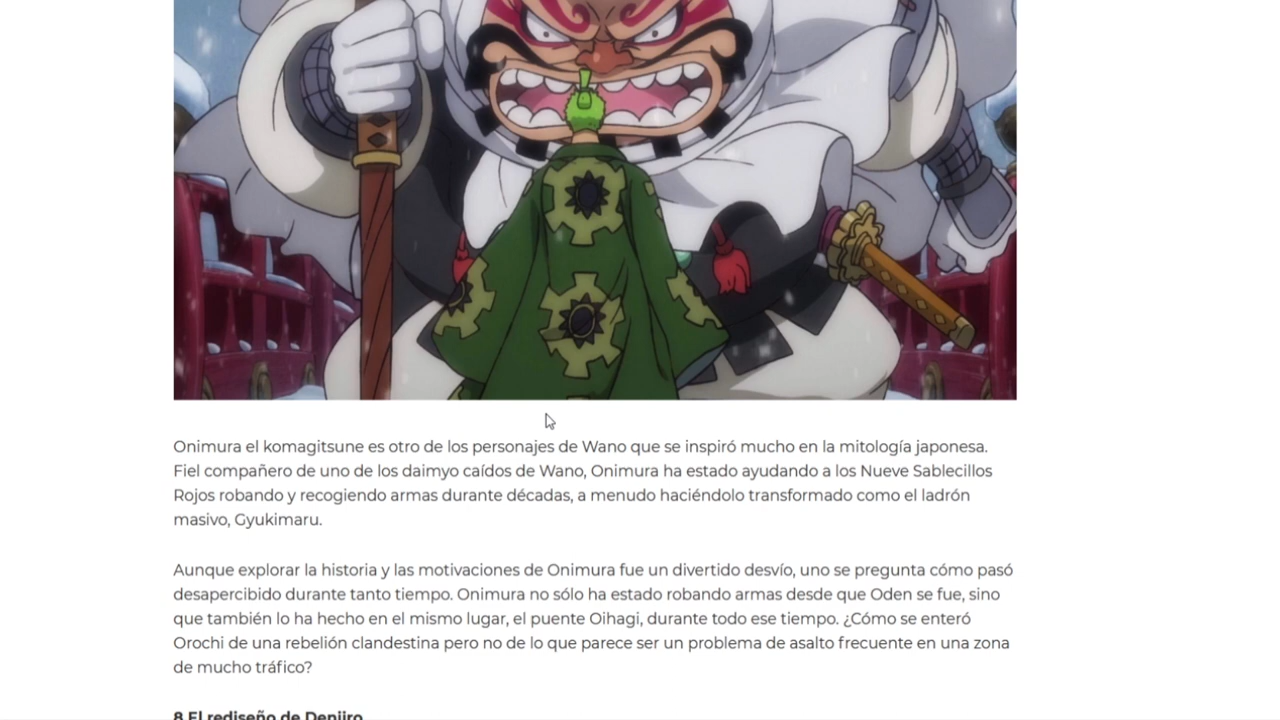 Onimura el komagitsune es otro de los personajes de Wano que se inspiró mucho en la mitología japonesa.
Fiel compañero de uno de los daimyo caídos de Wano, Onimura ha estado ayudando a los Nueve Sablecillos
Rojos robando y recogiendo armas durante décadas, a menudo haciéndolo transformado como el ladrón
masivo, Gyukimaru.
Aunque explorar la historia y las motivaciones de Onimura fue un divertido desvío, uno se pregunta cómo pasó
desapercibido durante tanto tiempo. Onimura no sólo ha estado robando armas desde que Oden se fue, sino
que también lo ha hecho en el mismo lugar, el puente Oihagi, durante todo ese tiempo. ¿Cómo se enteró
Orochi de una rebelión clandestina pero no de lo que parece ser un problema de asalto frecuente en una zona
de mucho tráfico?
8 El rediseño de Denjiro